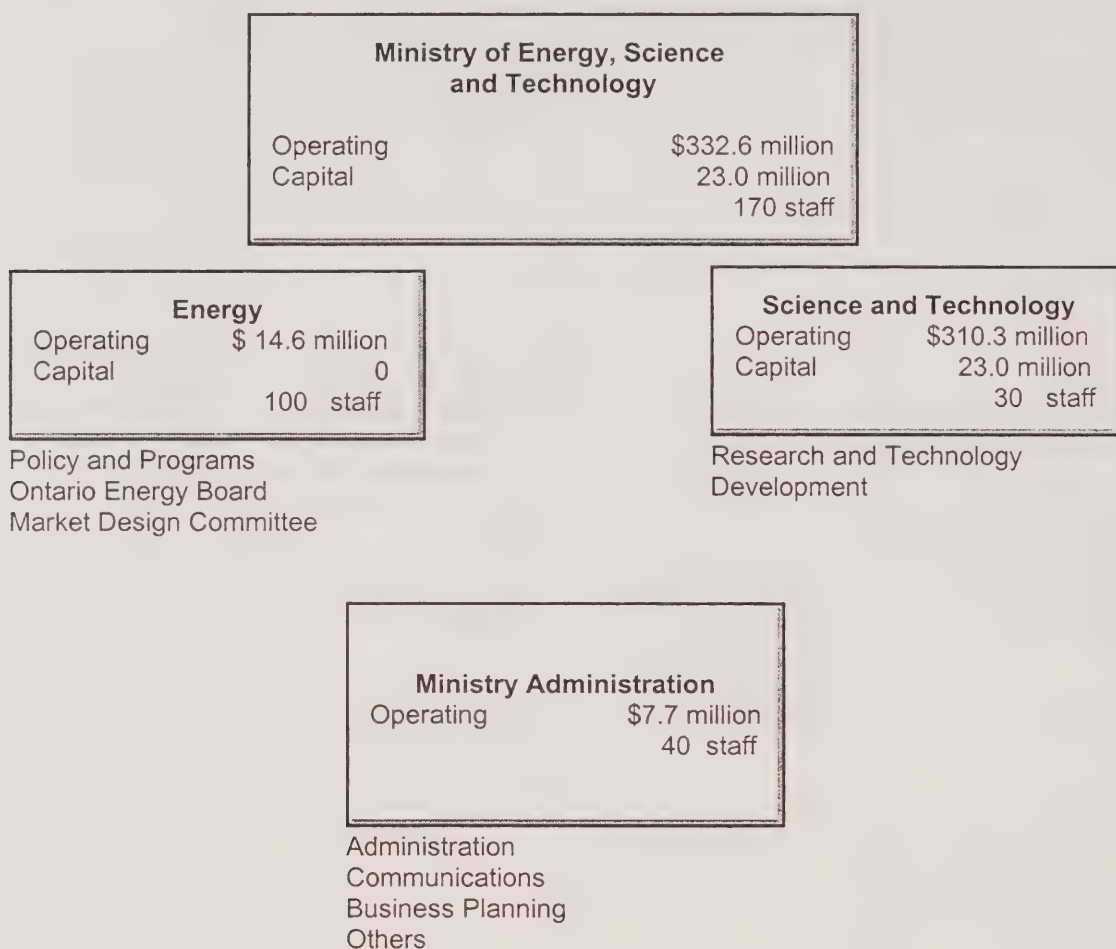 Ministry of Energy, Science
and Technology
Operating $332.6 million
Capital 23.0 million
170 staff
Energy
Operating $ 14.6 million
Capital 0
100 staff
Policy and Programs
Ontario Energy Board
Market Design Committee
Science and Technology
Operating $310.3 million
Capital 23.0 million
30 staff
Research and Technology
Development
Ministry Administration
Operating $7.7 million
40 staff
Administration
Communications
Business Planning
Others